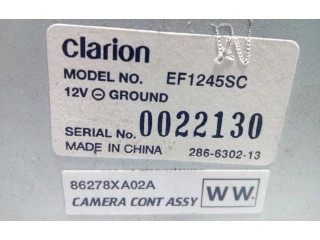 clarion
MODEL NO. EF1245SC
12V ⊖ GROUND
SERIAL No. 0022130
MADE IN CHINA 286-6302-13
86278XA02A
CAMERA CONT ASSY WW.